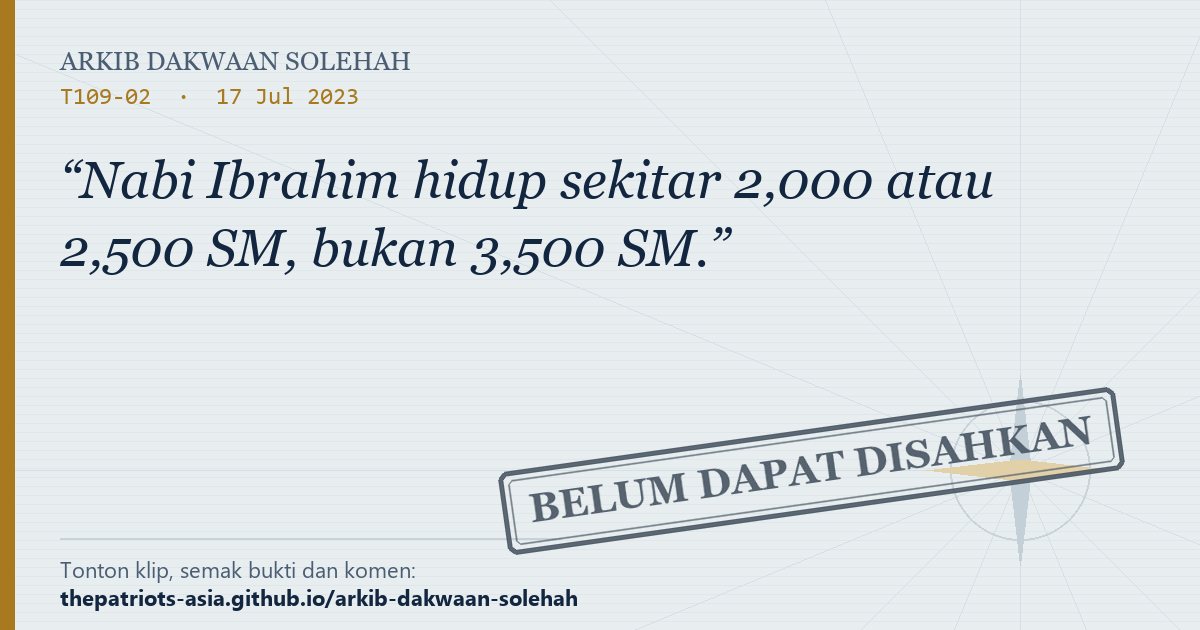 ARKIB DAKWAAN SOLEHAH
T109-02 · 17 Jul 2023
“Nabi Ibrahim hidup sekitar 2,000 atau
2,500 SM, bukan 3,500 SM.”
BELUM DAPAT DISAHKAN
Tonton klip, semak bukti dan komen:
thepatriots-asia.github.io/arkib-dakwaan-solehah